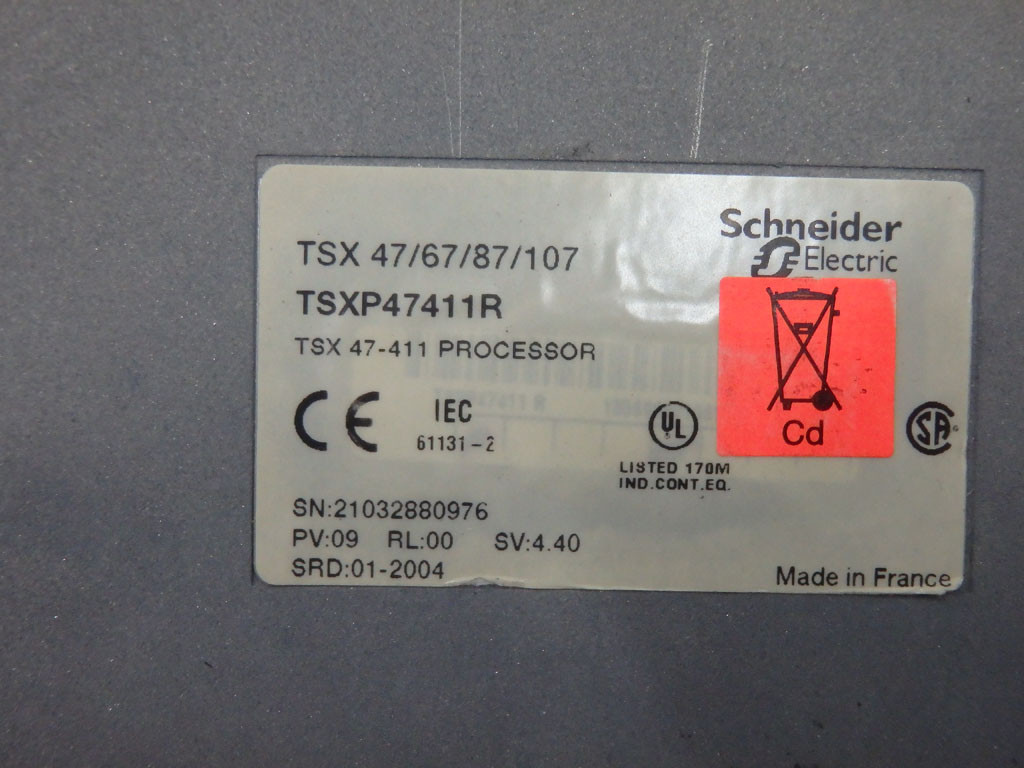 Schneider
Electric
TSX 47/67/87/107
TSXP47411R
TSX 47-411 PROCESSOR
CE
IEC
61131-2
UL
Cd
SA
LISTED 170M
IND.CONT.EQ.
SN:21032880976
PV:09 RL:00 SV:4.40
SRD:01-2004
Made in France